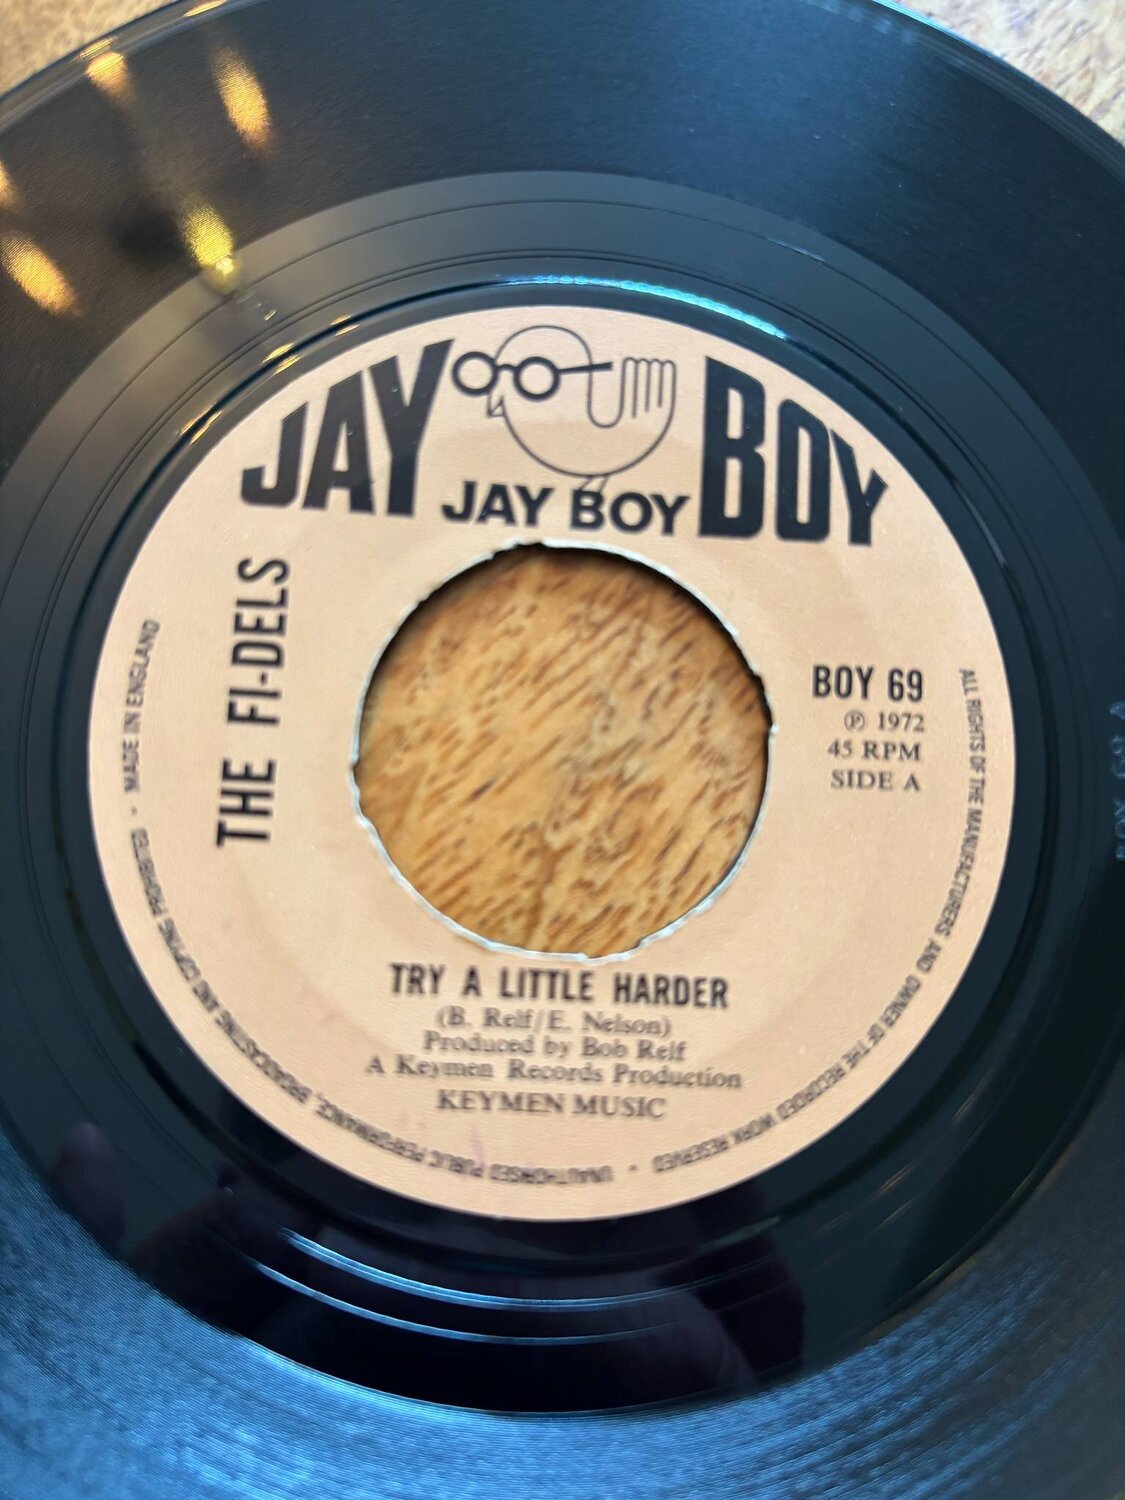 JAY BOY
JAY BOY
THE FI-DELS
BOY 69
℗ 1972
45 RPM
SIDE A
TRY A LITTLE HARDER
(B. Relf/E. Nelson)
Produced by Bob Relf
A Keymen Records Production
KEYMEN MUSIC
ALL RIGHTS OF THE MANUFACTURERS AND OWNER OF THE RECORDED WORK RESERVED • UNAUTHORISED PUBLIC PERFORMANCE, BROADCASTING AND COPYING PROHIBITED • MADE IN ENGLAND